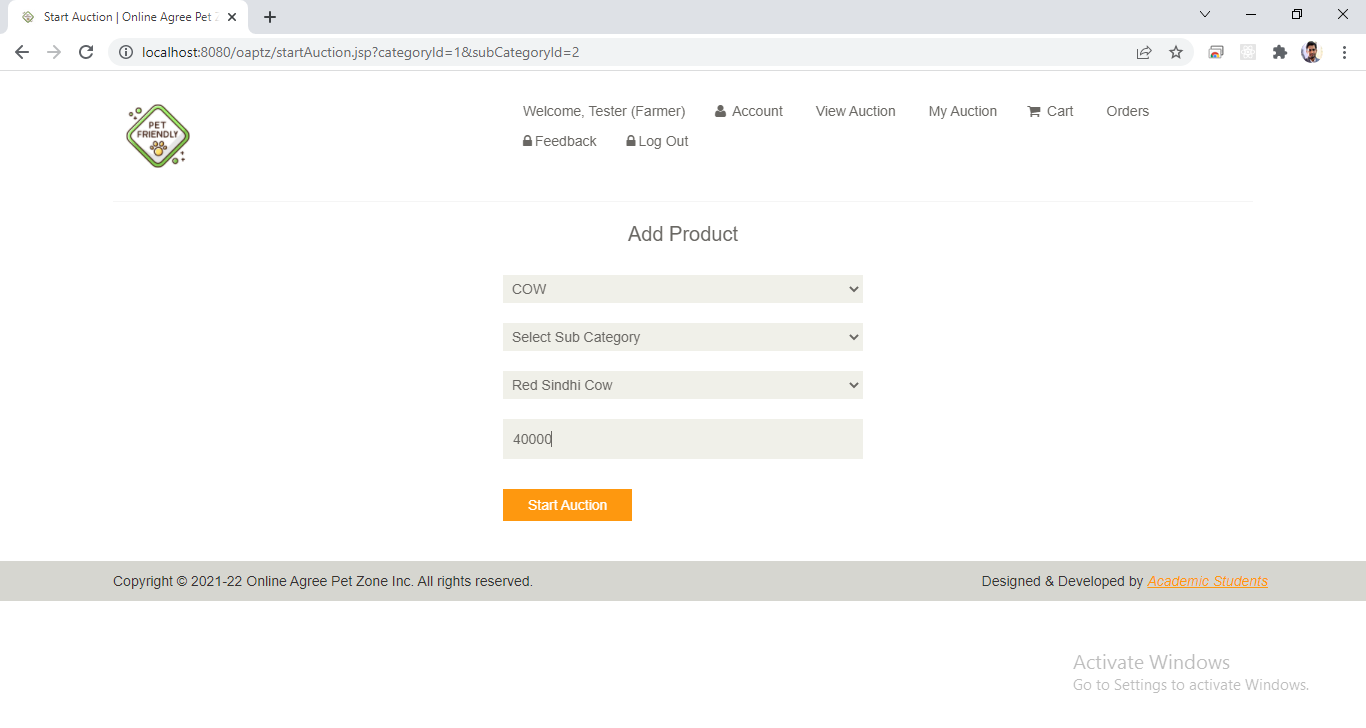 Start Auction | Online Agree Pet Z
localhost:8080/oaptz/startAuction.jsp?categoryId=1&subCategoryId=2
PET
FRIENDLY
Welcome, Tester (Farmer) Account View Auction My Auction Cart Orders
Feedback Log Out
Add Product
COW
Select Sub Category
Red Sindhi Cow
40000
Start Auction
Copyright © 2021-22 Online Agree Pet Zone Inc. All rights reserved. Designed & Developed by Academic Students
Activate Windows
Go to Settings to activate Windows.